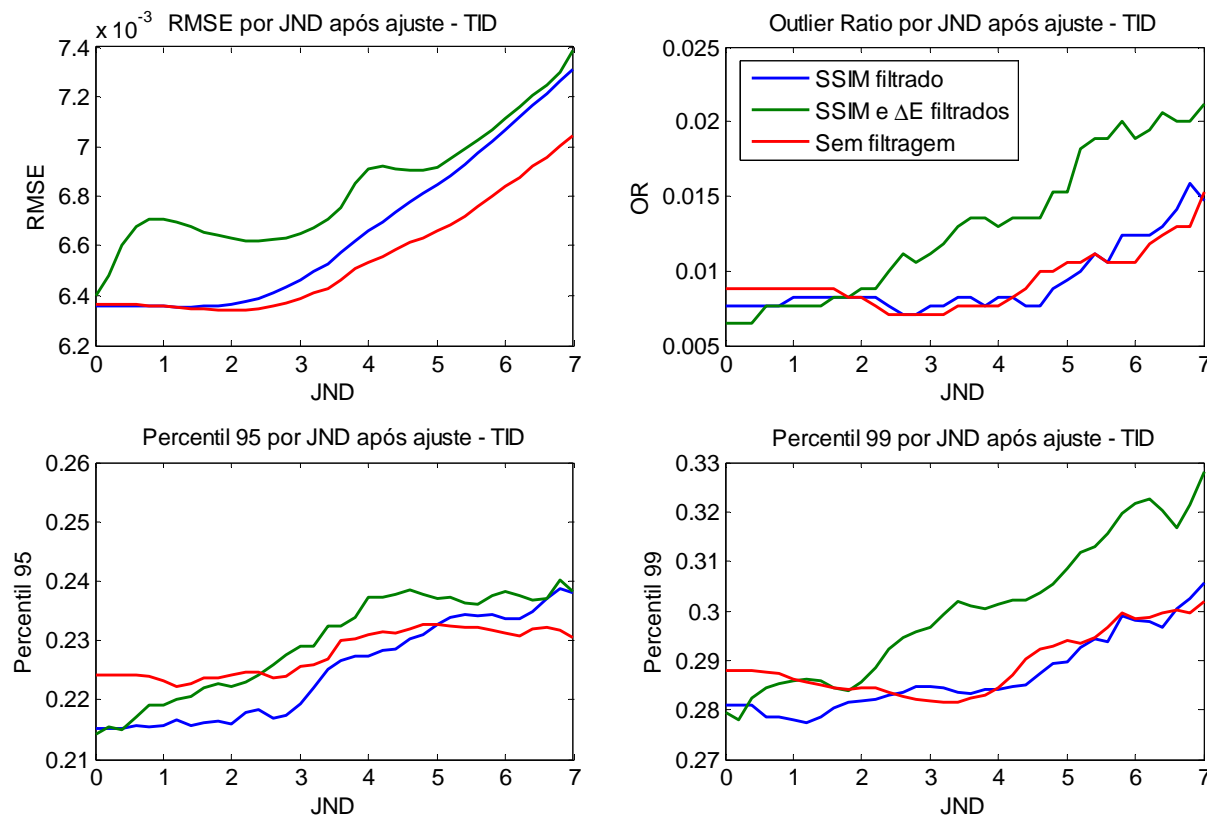 x 10^-3
RMSE por JND após ajuste - TID
7.4
7.2
7
6.8
6.6
6.4
6.2
RMSE
0 1 2 3 4 5 6 7
JND
Outlier Ratio por JND após ajuste - TID
0.025
0.02
0.015
0.01
0.005
OR
SSIM filtrado
SSIM e ΔE filtrados
Sem filtragem
0 1 2 3 4 5 6 7
JND
Percentil 95 por JND após ajuste - TID
0.26
0.25
0.24
0.23
0.22
0.21
Percentil 95
0 1 2 3 4 5 6 7
JND
Percentil 99 por JND após ajuste - TID
0.33
0.32
0.31
0.3
0.29
0.28
0.27
Percentil 99
0 1 2 3 4 5 6 7
JND